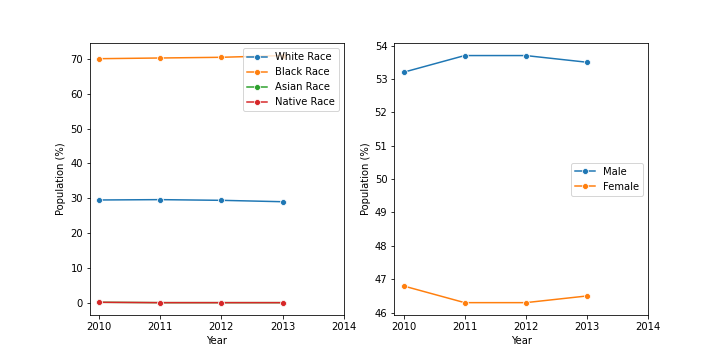 70
60
50
40
30
20
10
0
Population (%)
2010 2011 2012 2013 2014
Year
White Race
Black Race
Asian Race
Native Race
54
53
52
51
50
49
48
47
46
Population (%)
2010 2011 2012 2013 2014
Year
Male
Female